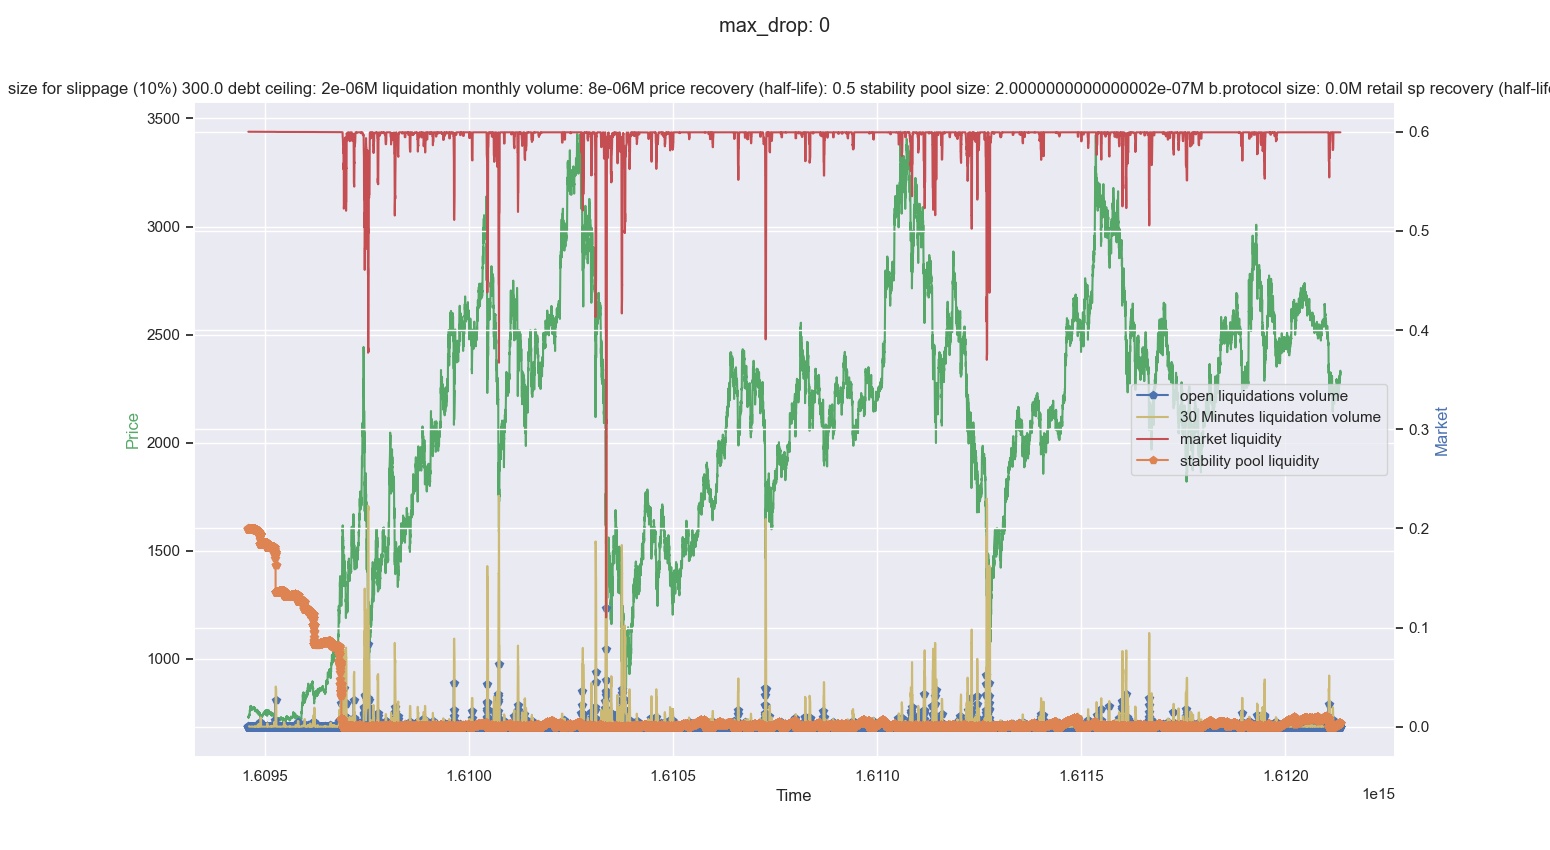 max_drop: 0
size for slippage (10%) 300.0 debt ceiling: 2e-06M liquidation monthly volume: 8e-06M price recovery (half-life): 0.5 stability pool size: 2.0000000000000002e-07M b.protocol size: 0.0M retail sp recovery (half-life
3500
3000
2500
2000
1500
1000
Price
0.6
0.5
0.4
0.3
0.2
0.1
0.0
Market
open liquidations volume
30 Minutes liquidation volume
market liquidity
stability pool liquidity
1.6095 1.6100 1.6105 1.6110 1.6115 1.6120
Time
1e15